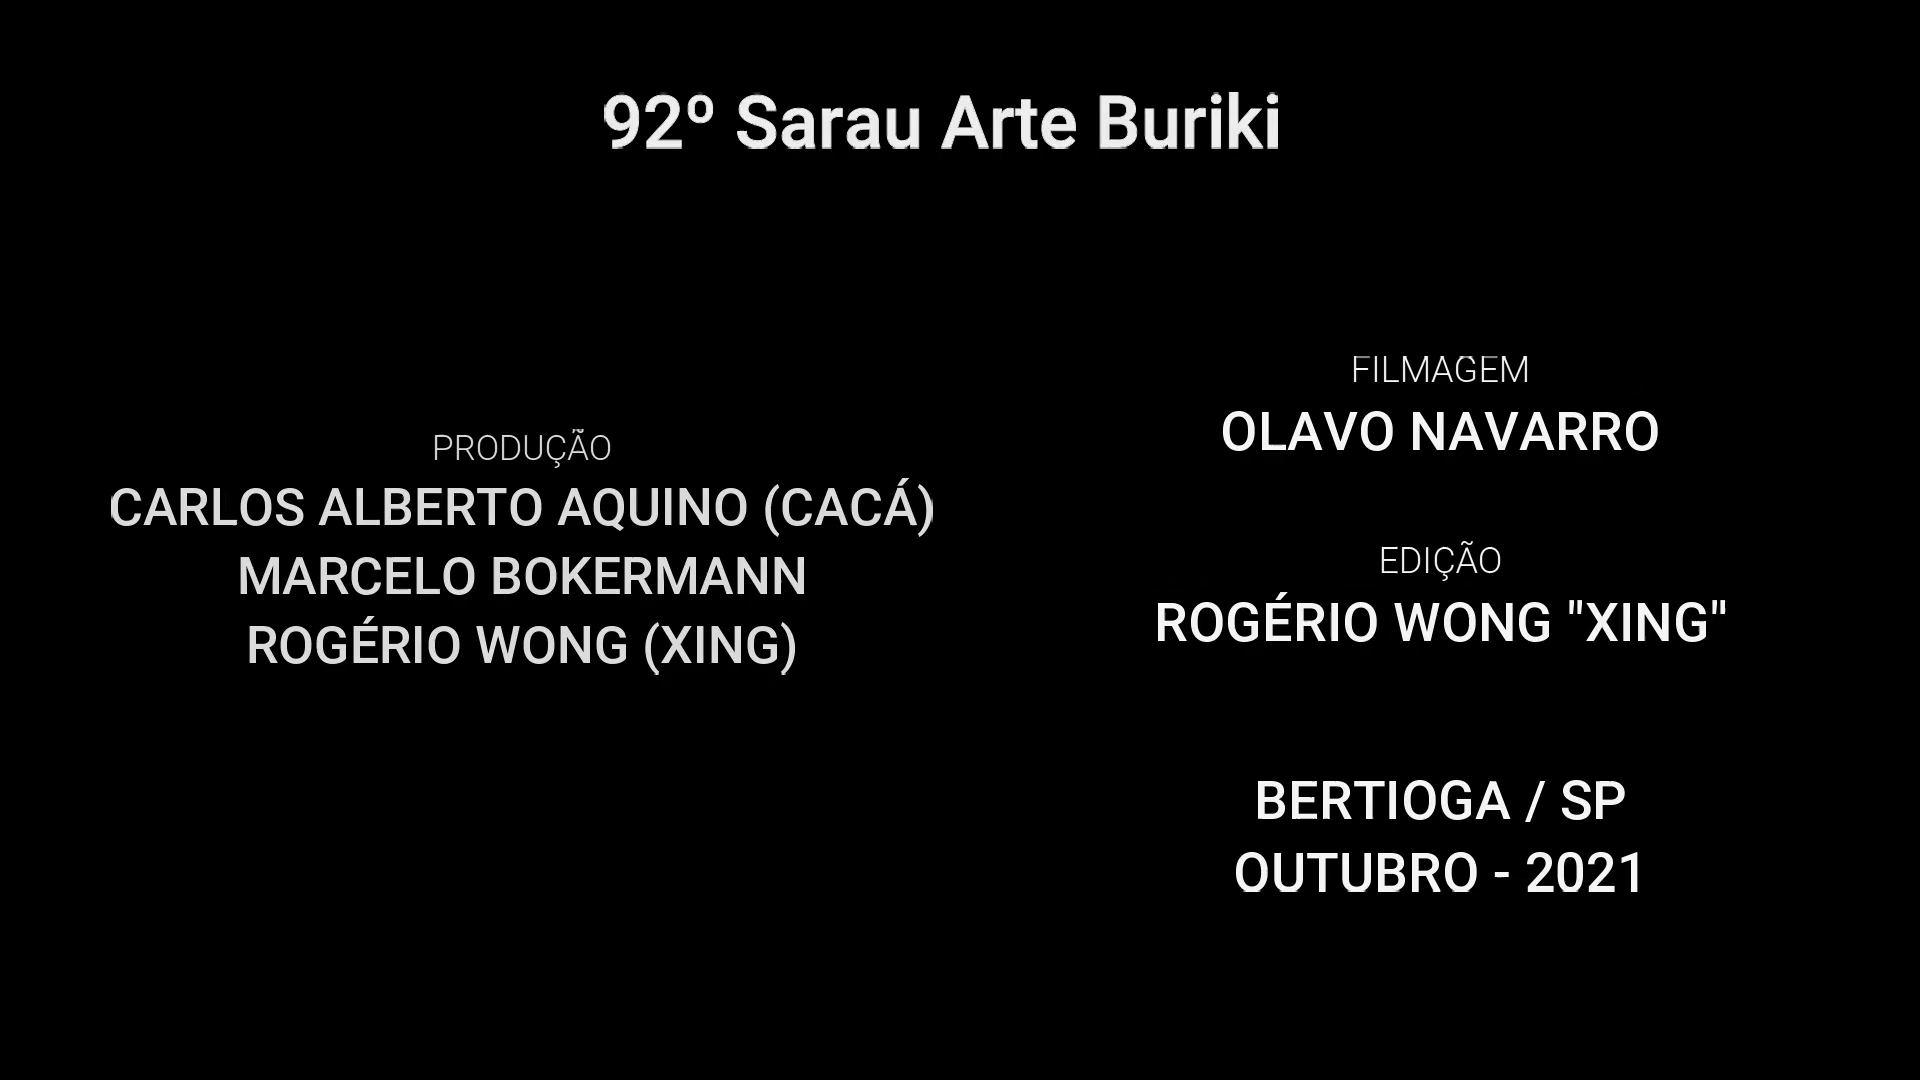 92º Sarau Arte Buriki
PRODUÇÃO
CARLOS ALBERTO AQUINO (CACÁ)
MARCELO BOKERMANN
ROGÉRIO WONG (XING)
FILMAGEM
OLAVO NAVARRO
EDIÇÃO
ROGÉRIO WONG "XING"
BERTIOGA / SP
OUTUBRO - 2021